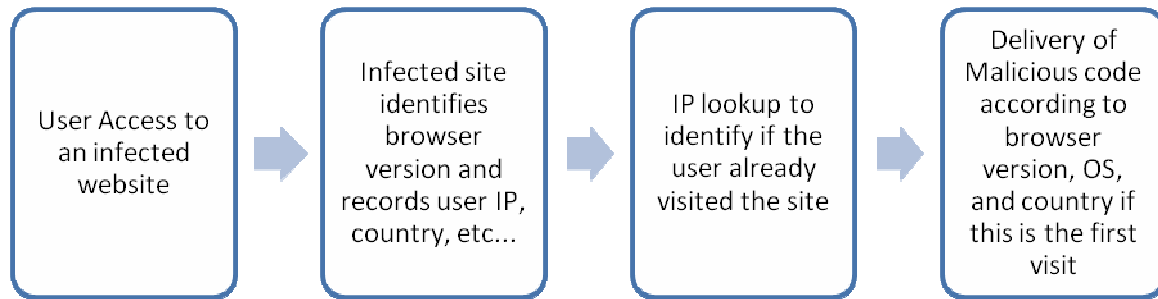 User Access to
an infected
website
Infected site
identifies
browser
version and
records user IP,
country, etc...
IP lookup to
identify if the
user already
visited the site
Delivery of
Malicious code
according to
browser
version, OS,
and country if
this is the first
visit